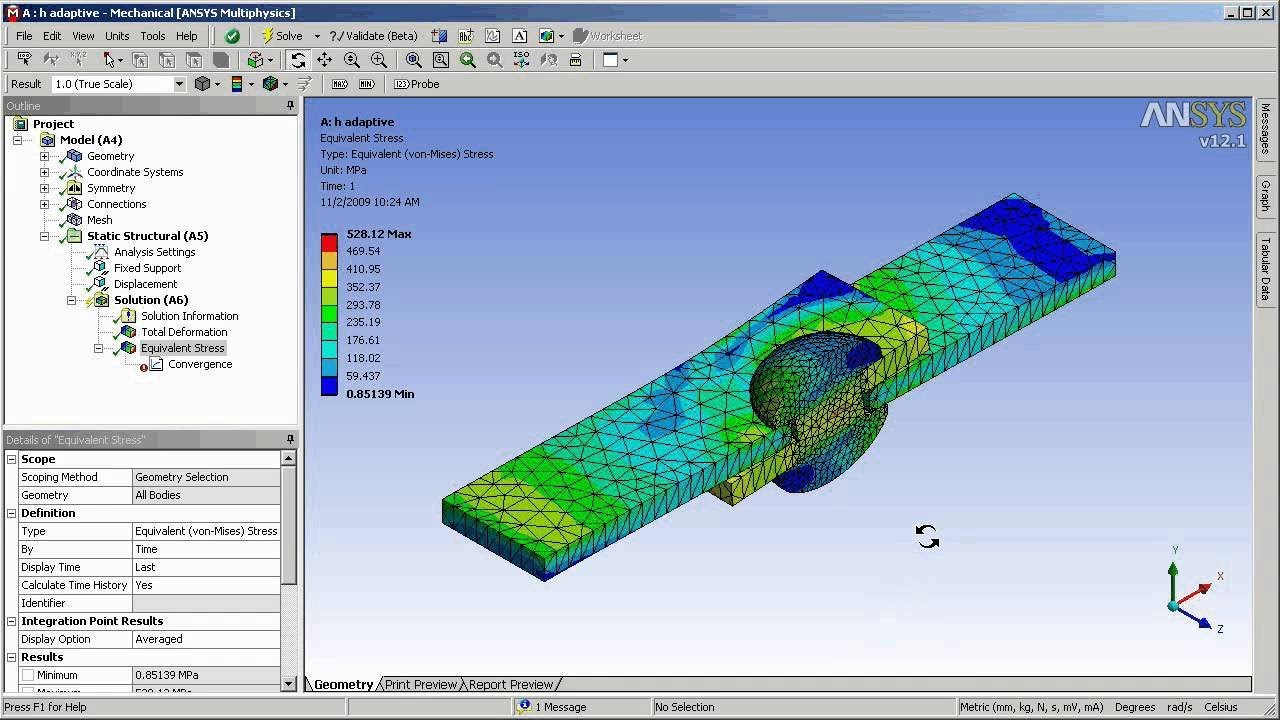 A : h adaptive - Mechanical [ANSYS Multiphysics]
File Edit View Units Tools Help Solve ?/Validate (Beta) A Worksheet
ISO
Result 1.0 (True Scale) MAX MIN 123 Probe
Outline
Project
Model (A4)
Geometry
Coordinate Systems
Symmetry
Connections
Mesh
Static Structural (A5)
Analysis Settings
Fixed Support
Displacement
Solution (A6)
Solution Information
Total Deformation
Equivalent Stress
Convergence
Details of "Equivalent Stress"
Scope
Scoping Method Geometry Selection
Geometry All Bodies
Definition
Type Equivalent (von-Mises) Stress
By Time
Display Time Last
Calculate Time History Yes
Identifier
Integration Point Results
Display Option Averaged
Results
Minimum 0.85139 MPa
A: h adaptive
Equivalent Stress
Type: Equivalent (von-Mises) Stress
Unit: MPa
Time: 1
11/2/2009 10:24 AM
528.12 Max
469.54
410.95
352.37
293.78
235.19
176.61
118.02
59.437
0.85139 Min
ANSYS
v12.1
Y
X
Z
Messages
Graph
Tabular Data
Geometry Print Preview Report Preview
Press F1 for Help 1 Message No Selection Metric (mm, kg, N, s, mV, mA) Degrees rad/s Celsius